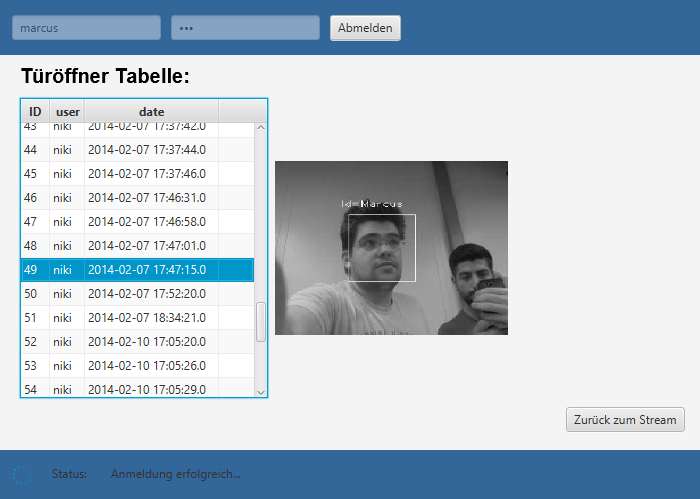 marcus ••• Abmelden
Türöffner Tabelle:
ID user date
43 niki 2014-02-07 17:37:42.0
44 niki 2014-02-07 17:37:44.0
45 niki 2014-02-07 17:37:46.0
46 niki 2014-02-07 17:46:31.0
47 niki 2014-02-07 17:46:58.0
48 niki 2014-02-07 17:47:01.0
49 niki 2014-02-07 17:47:15.0
50 niki 2014-02-07 17:52:20.0
51 niki 2014-02-07 18:34:21.0
52 niki 2014-02-10 17:05:20.0
53 niki 2014-02-10 17:05:26.0
54 niki 2014-02-10 17:05:29.0
Id=Marcus
Zurück zum Stream
Status: Anmeldung erfolgreich...